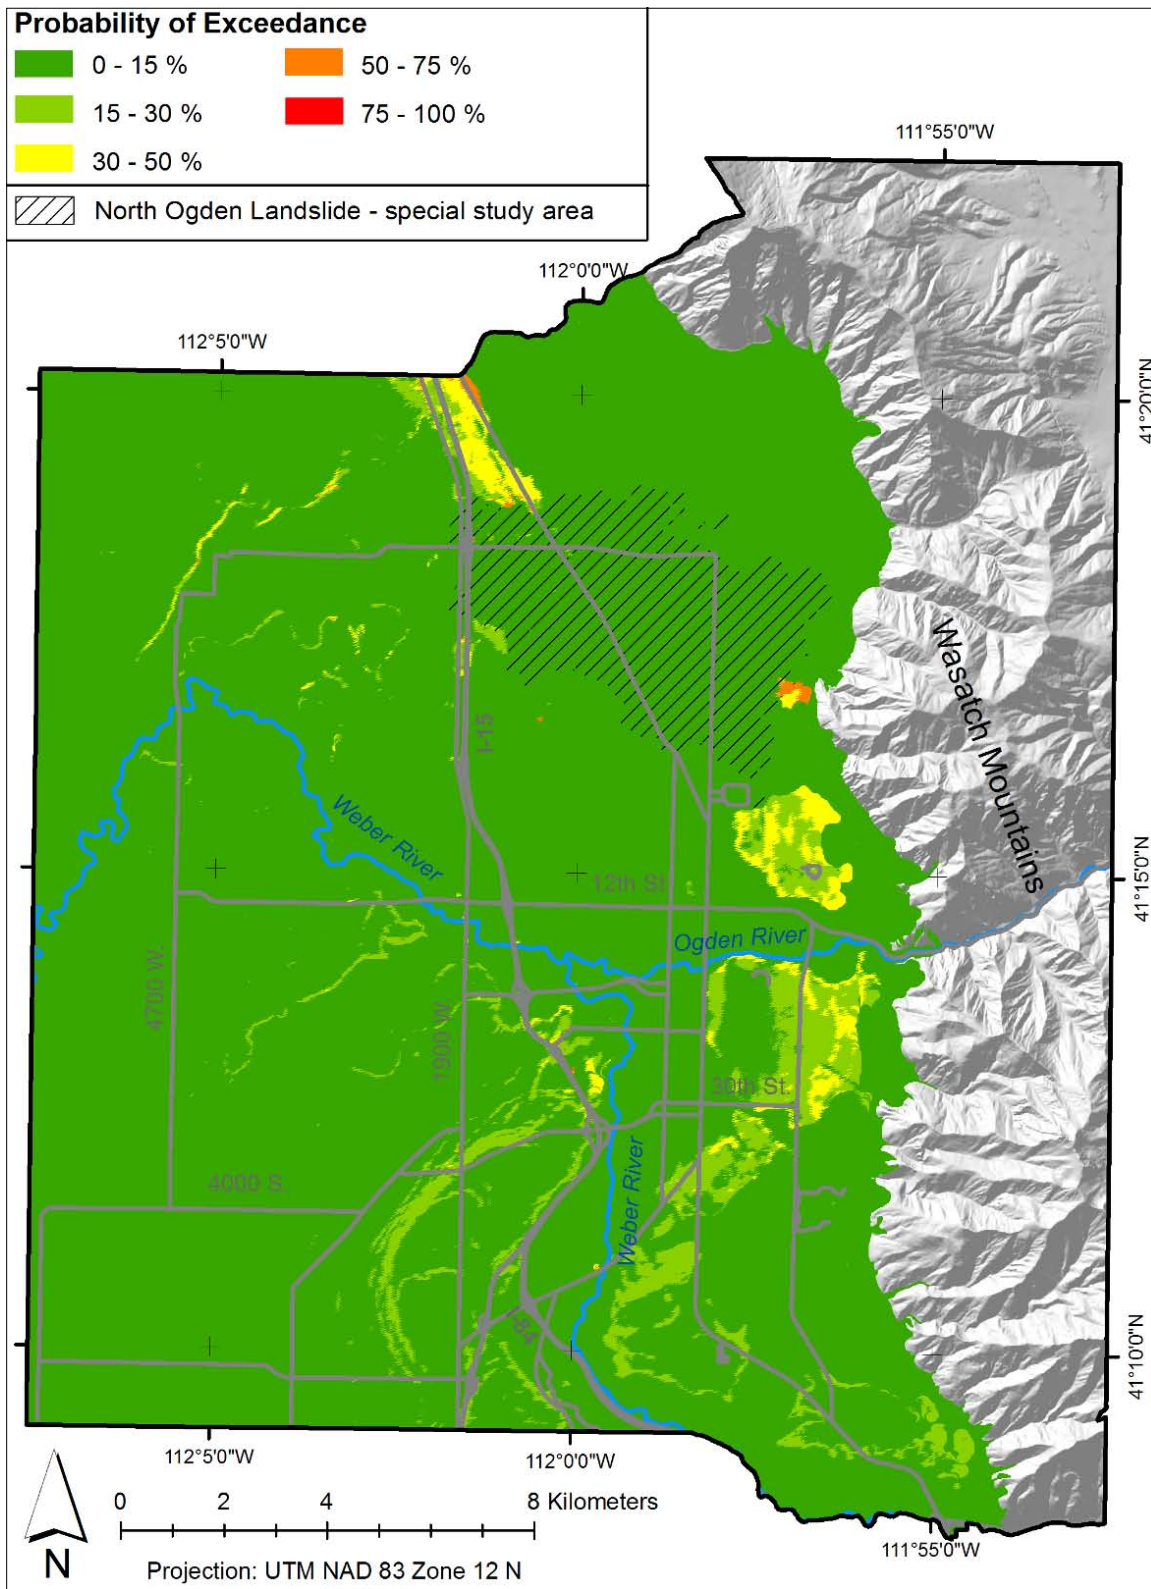 Probability of Exceedance
0 - 15 %
50 - 75 %
15 - 30 %
75 - 100 %
30 - 50 %
North Ogden Landslide - special study area
111°55'0"W
112°0'0"W
112°5'0"W
41°20'0"N
Wasatch Mountains
I-15
Weber River
12th St.
41°15'0"N
Ogden River
4700 W.
1900 W.
30th St.
4000 S.
Weber River
I-84
41°10'0"N
112°5'0"W
112°0'0"W
111°55'0"W
0 2 4 8 Kilometers
N
Projection: UTM NAD 83 Zone 12 N